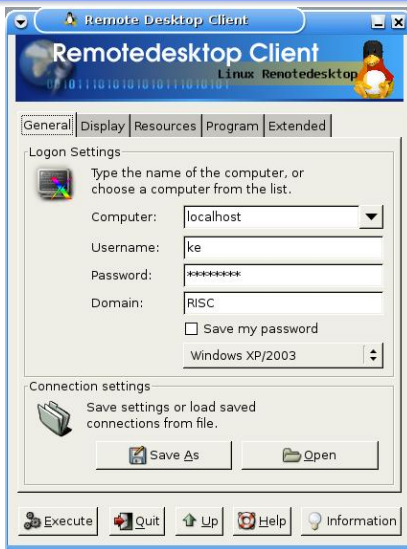 Remote Desktop Client
Remotedesktop Client
Linux Remotedesktop
General Display Resources Program Extended
Logon Settings
Type the name of the computer, or
choose a computer from the list.
Computer: localhost
Username: ke
Password: ********
Domain: RISC
Save my password
Windows XP/2003
Connection settings
Save settings or load saved
connections from file.
Save As Open
Execute Quit Up Help Information